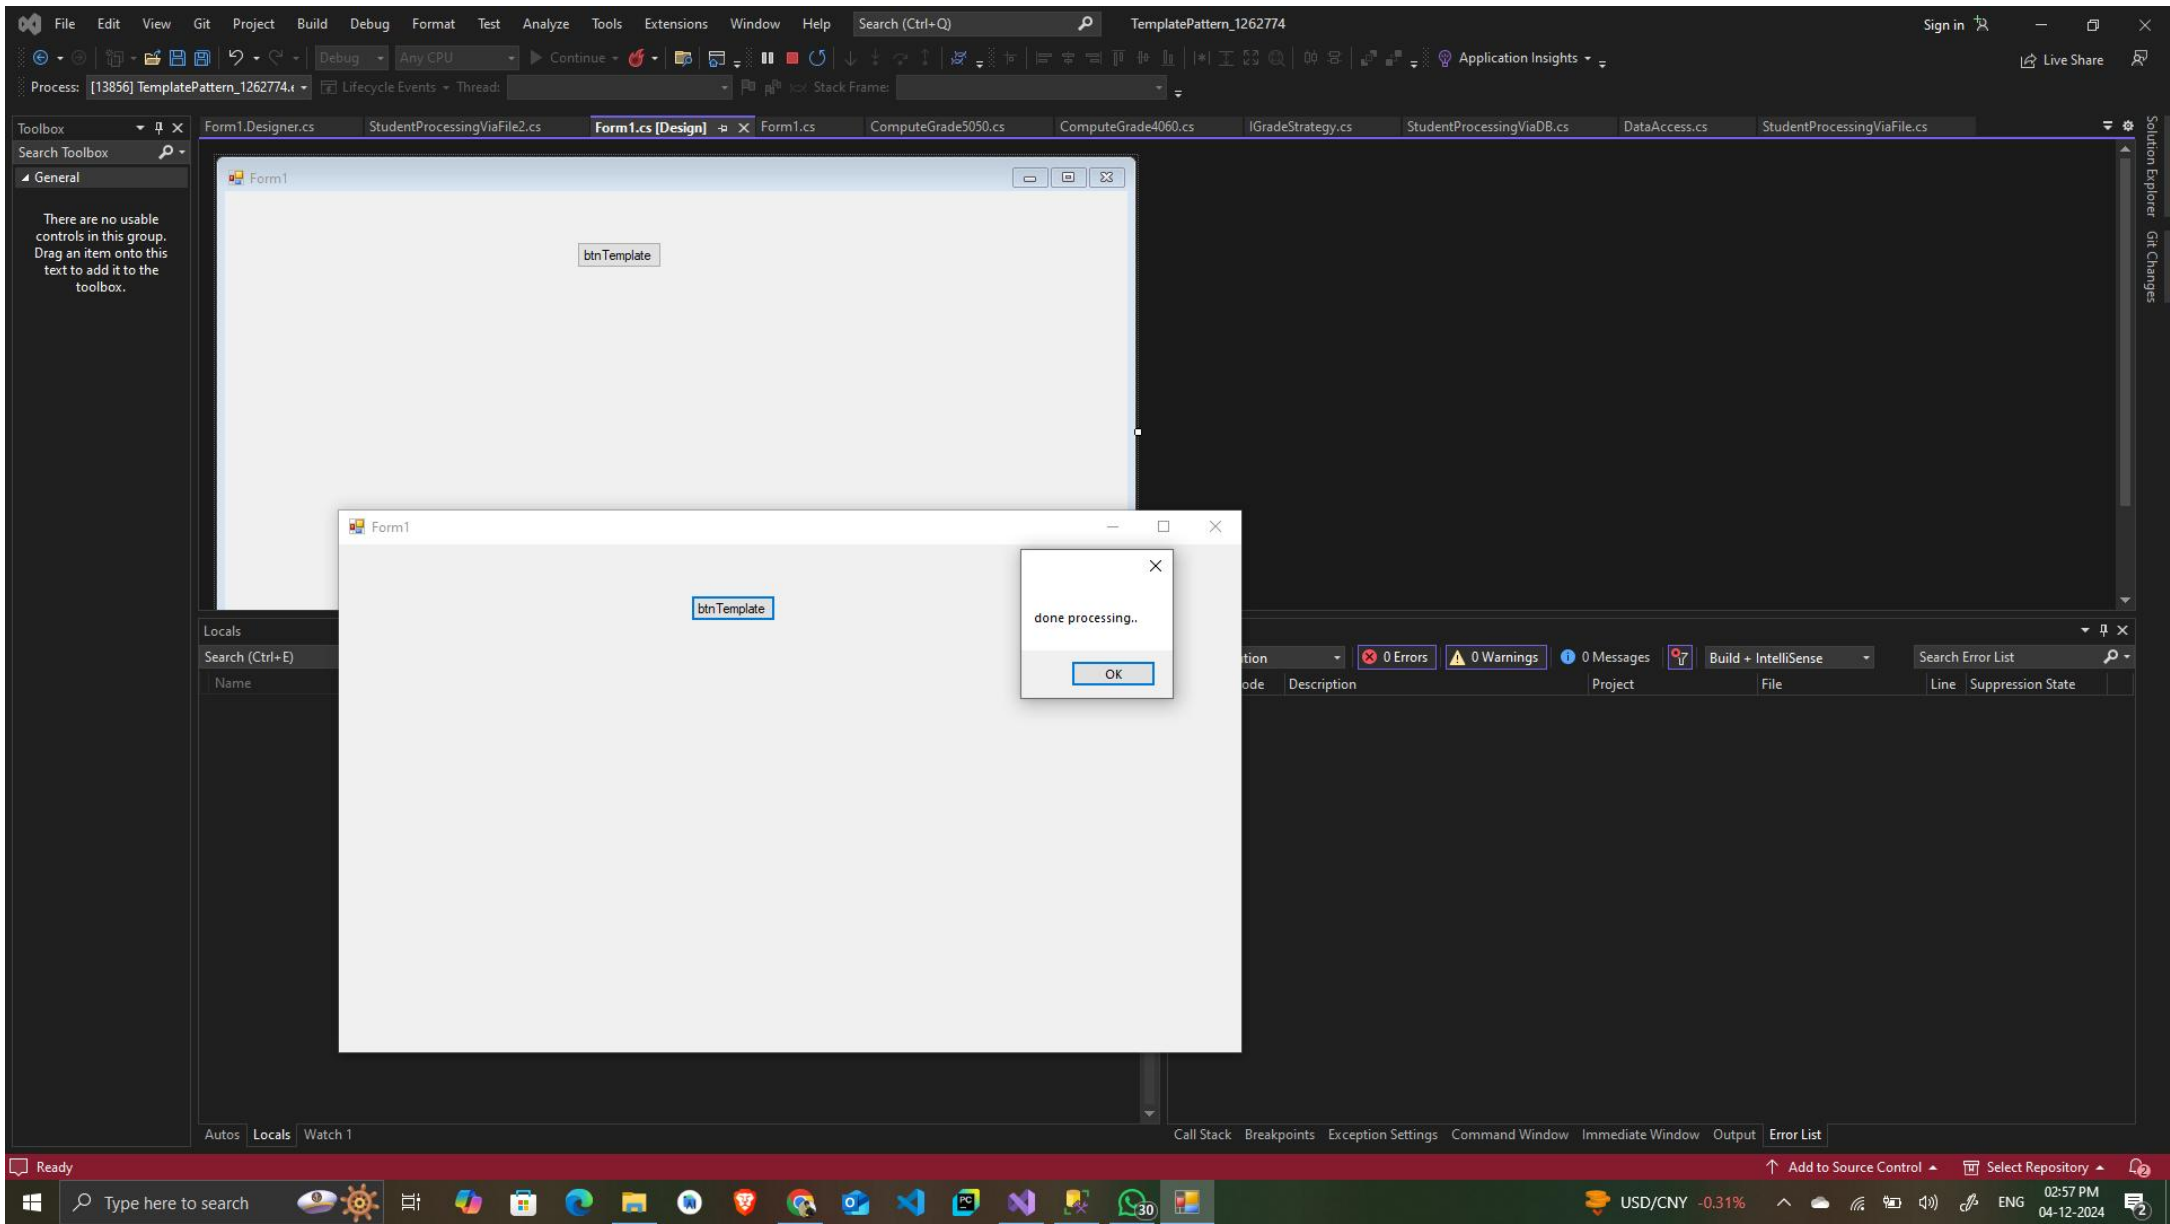 File Edit View Git Project Build Debug Format Test Analyze Tools Extensions Window Help Search (Ctrl+Q) TemplatePattern_1262774 Sign in
Debug Any CPU Continue Application Insights Live Share
Process: [13856] TemplatePattern_1262774.e Lifecycle Events Thread: Stack Frame:
Toolbox
Form1.Designer.cs StudentProcessingViaFile2.cs Form1.cs [Design] Form1.cs ComputeGrade5050.cs ComputeGrade4060.cs IGradeStrategy.cs StudentProcessingViaDB.cs DataAccess.cs StudentProcessingViaFile.cs
Search Toolbox
General
There are no usable
controls in this group.
Drag an item onto this
text to add it to the
toolbox.
Form1
btnTemplate
Solution Explorer
Git Changes
Form1
btnTemplate
done processing..
OK
Locals
Search (Ctrl+E)
Name
tion 0 Errors 0 Warnings 0 Messages Build + IntelliSense Search Error List
ode Description Project File Line Suppression State
Autos Locals Watch 1
Call Stack Breakpoints Exception Settings Command Window Immediate Window Output Error List
Ready
Add to Source Control Select Repository 2
Type here to search
PC
30
USD/CNY -0.31%
ENG
02:57 PM
04-12-2024
2